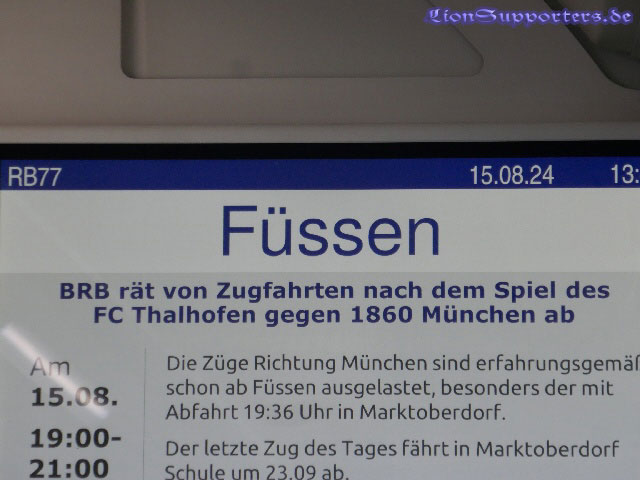 LionSupporters.de
RB77 15.08.24 13:
Füssen
BRB rät von Zugfahrten nach dem Spiel des
FC Thalhofen gegen 1860 München ab
Am
15.08.
19:00-
21:00
Die Züge Richtung München sind erfahrungsgemäß
schon ab Füssen ausgelastet, besonders der mit
Abfahrt 19:36 Uhr in Marktoberdorf.
Der letzte Zug des Tages fährt in Marktoberdorf
Schule um 23.09 ab.